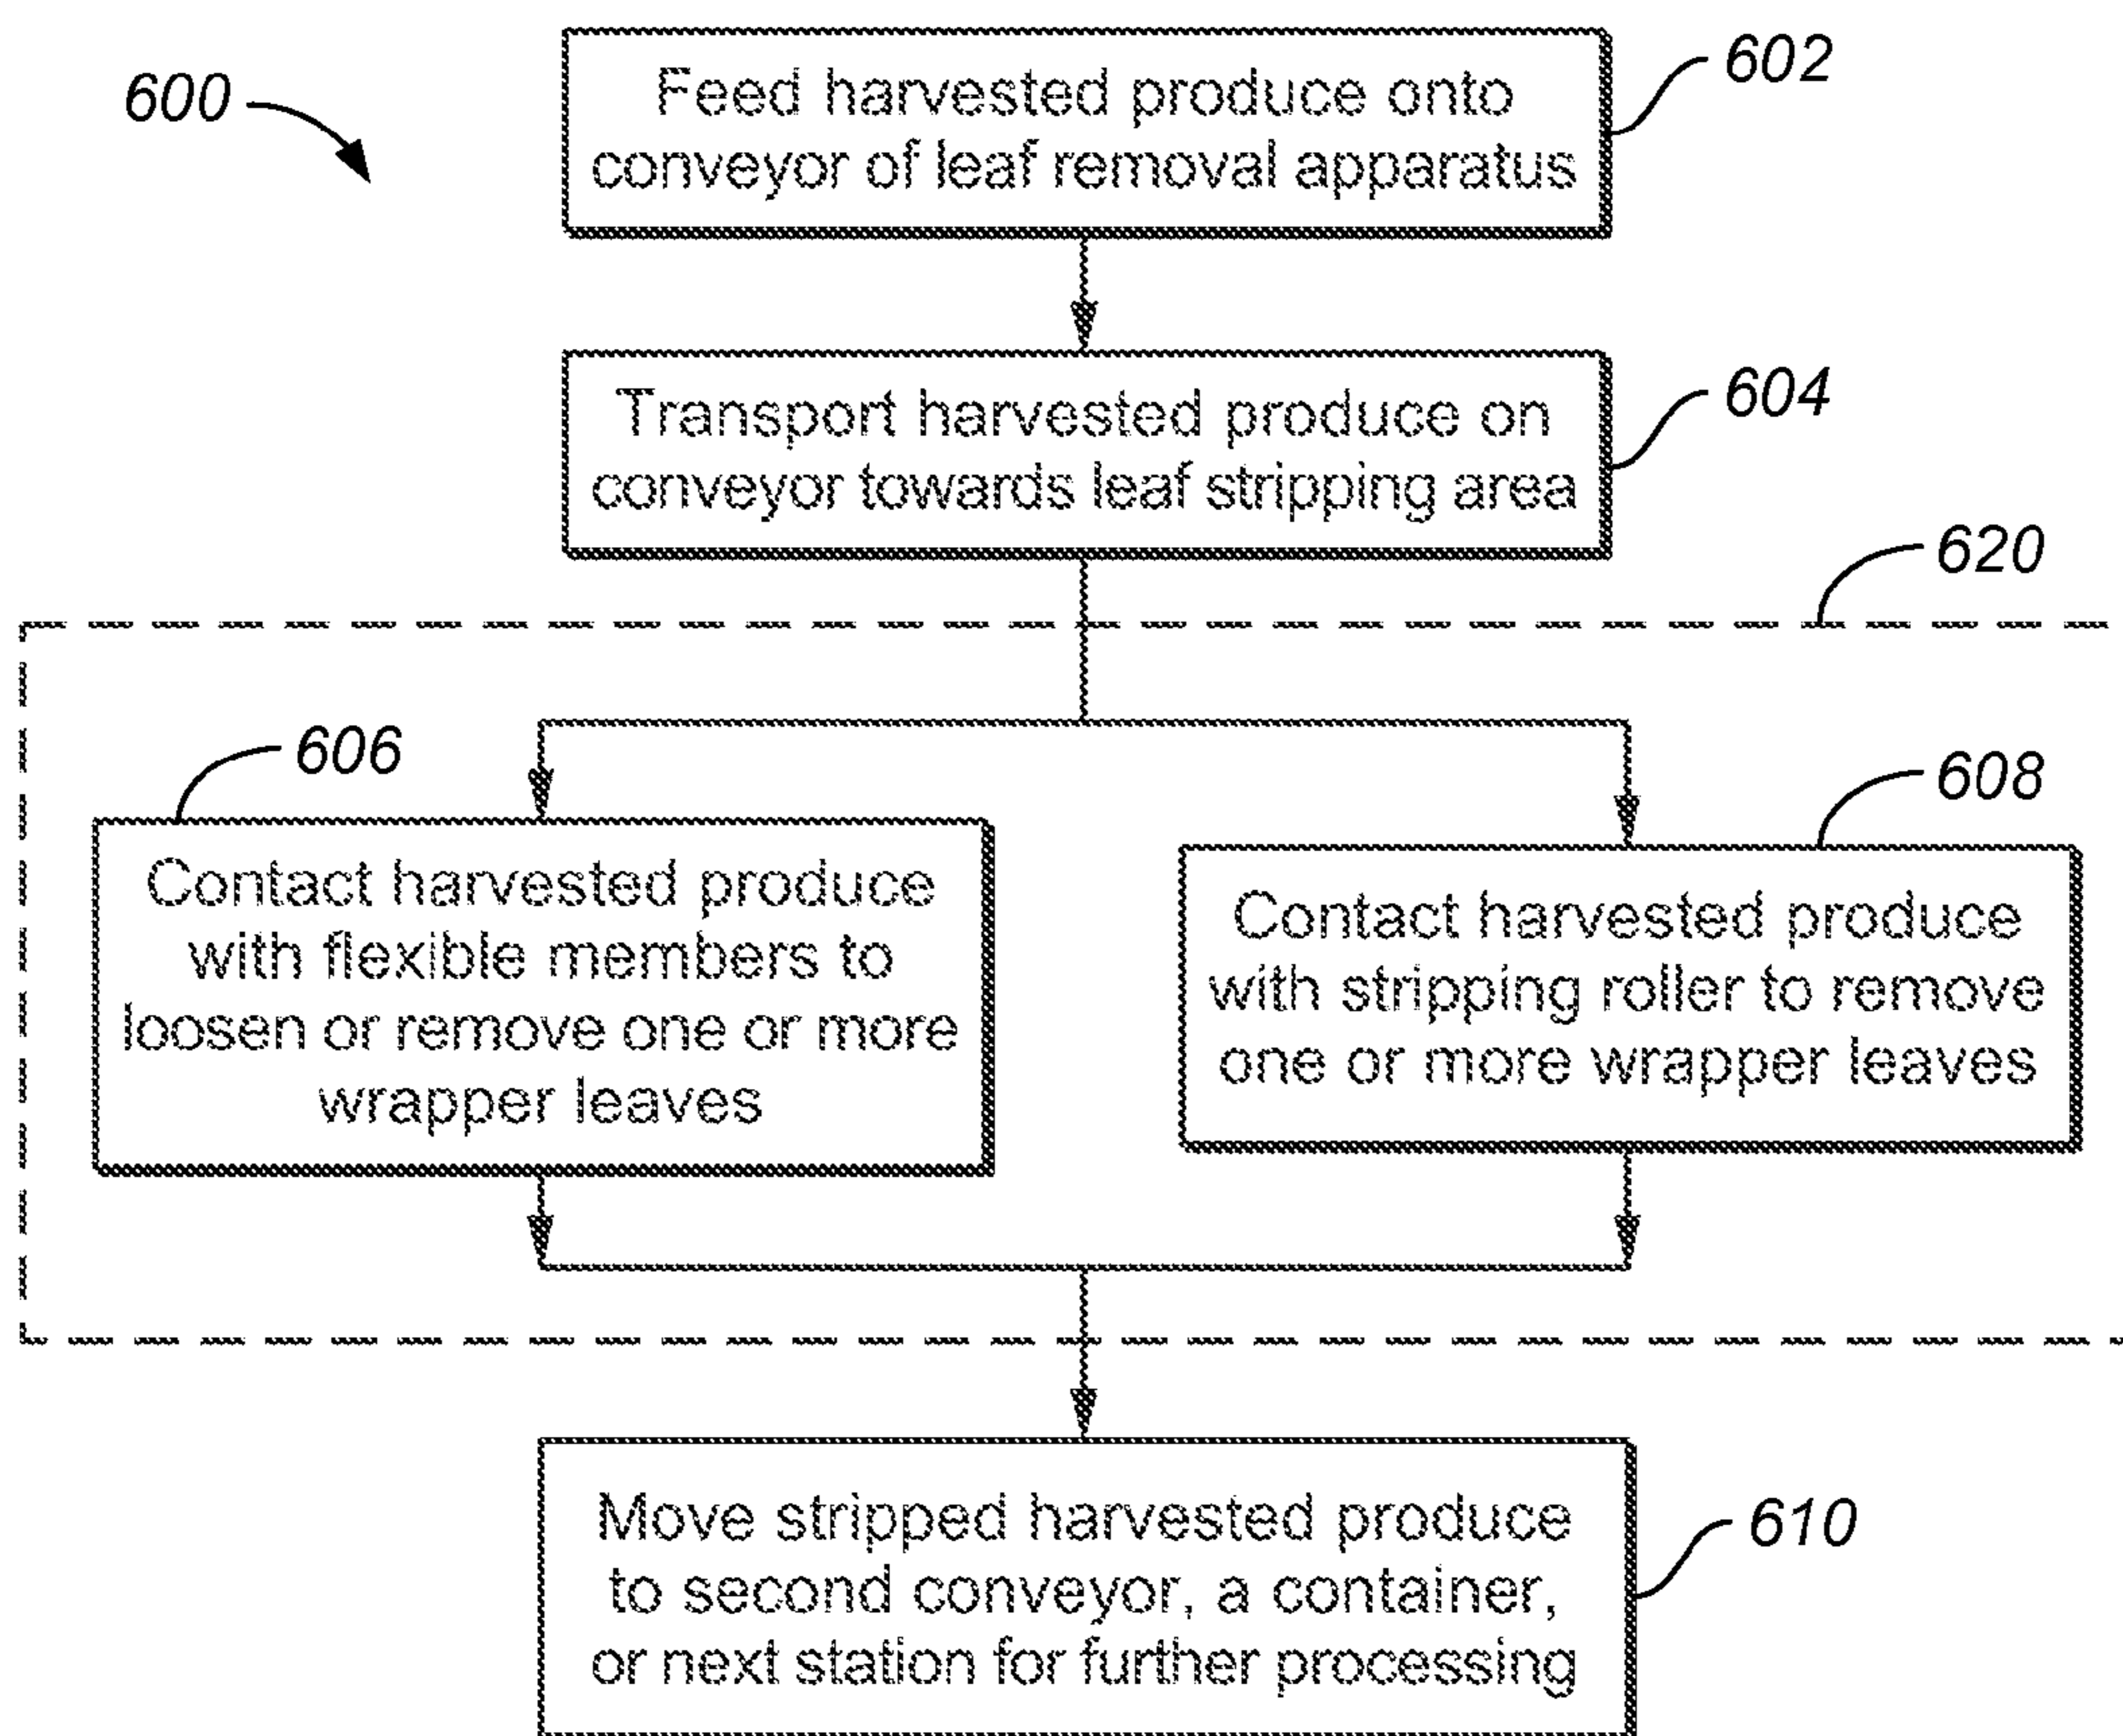 600
Feed harvested produce onto
conveyor of leaf removal apparatus
602
Transport harvested produce on
conveyor towards leaf stripping area
604
620
606
Contact harvested produce
with flexible members to
loosen or remove one or more
wrapper leaves
608
Contact harvested produce
with stripping roller to remove
one or more wrapper leaves
Move stripped harvested produce
to second conveyor, a container,
or next station for further processing
610